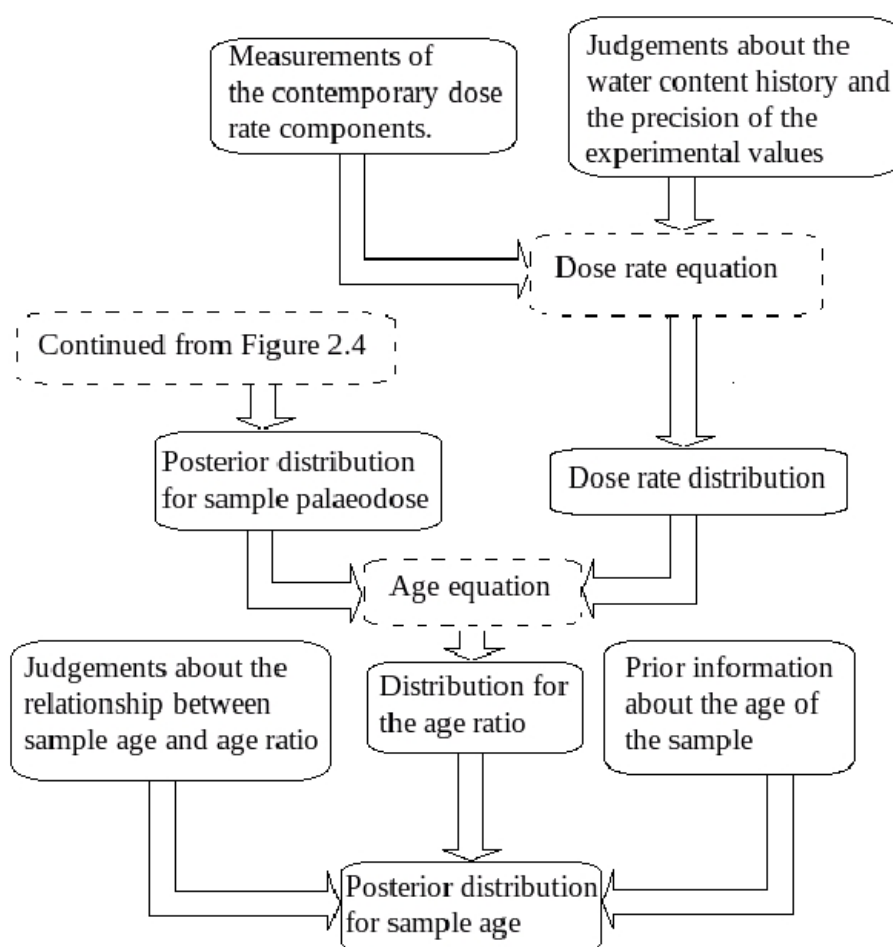 Measurements of
the contemporary dose
rate components.
Judgements about the
water content history and
the precision of the
experimental values
Dose rate equation
Continued from Figure 2.4
Posterior distribution
for sample palaeodose
Dose rate distribution
Age equation
Judgements about the
relationship between
sample age and age ratio
Distribution for
the age ratio
Prior information
about the age of
the sample
Posterior distribution
for sample age